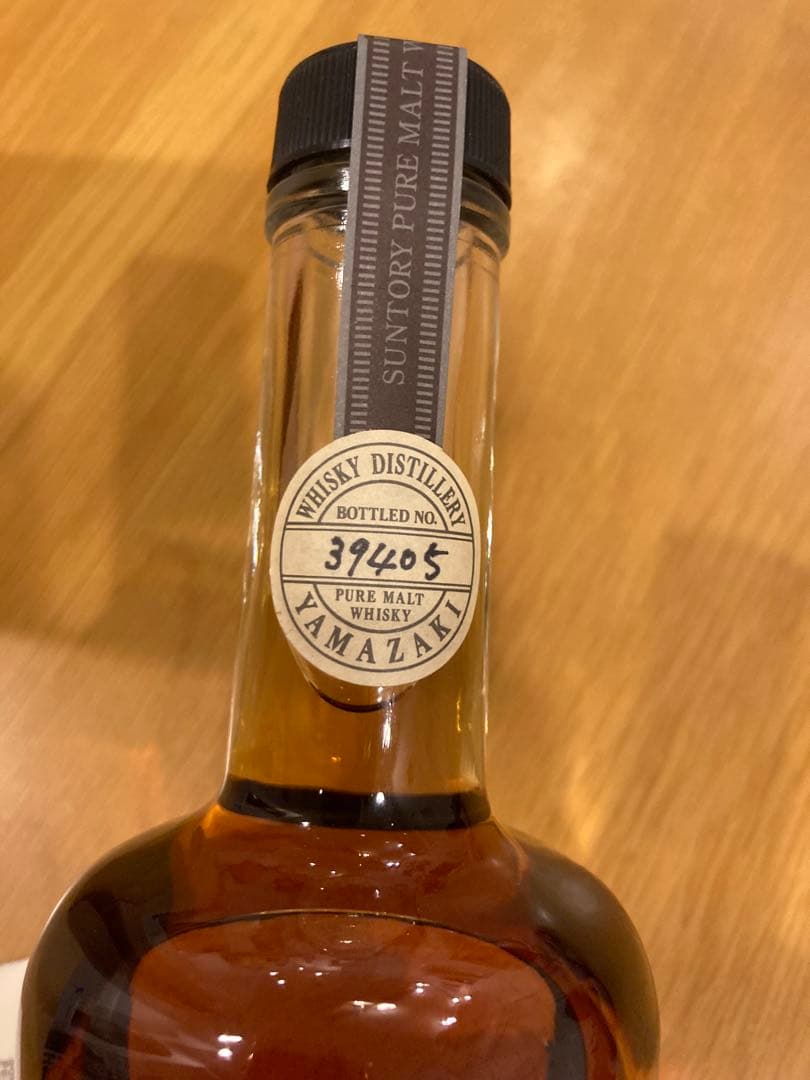 SUNTORY PURE MALT W
WHISKY DISTILLERY
BOTTLED NO.
39405
PURE MALT
WHISKY
YAMAZAKI